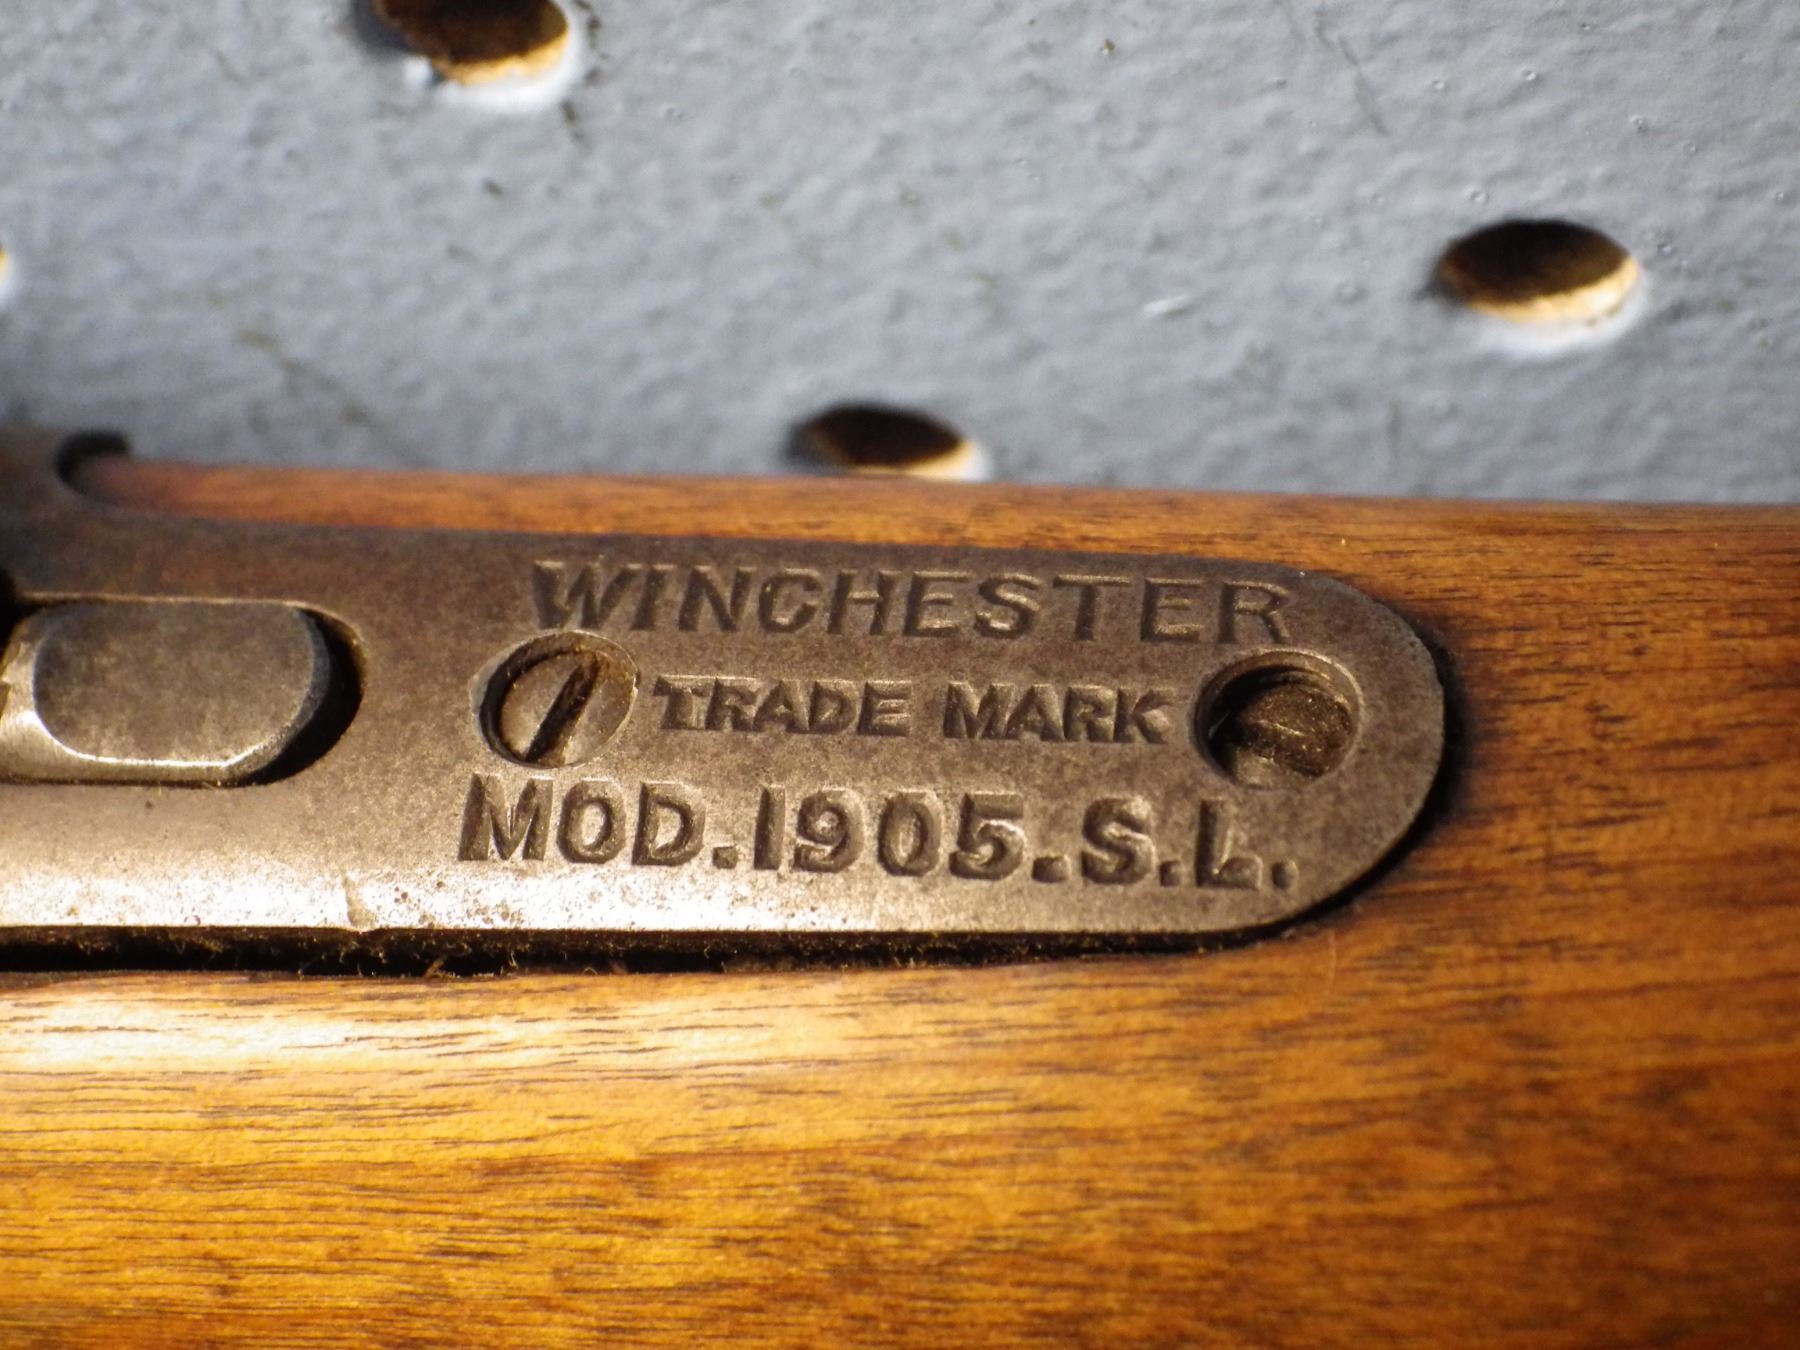 WINCHESTER
TRADE MARK
MOD.1905.S.L.